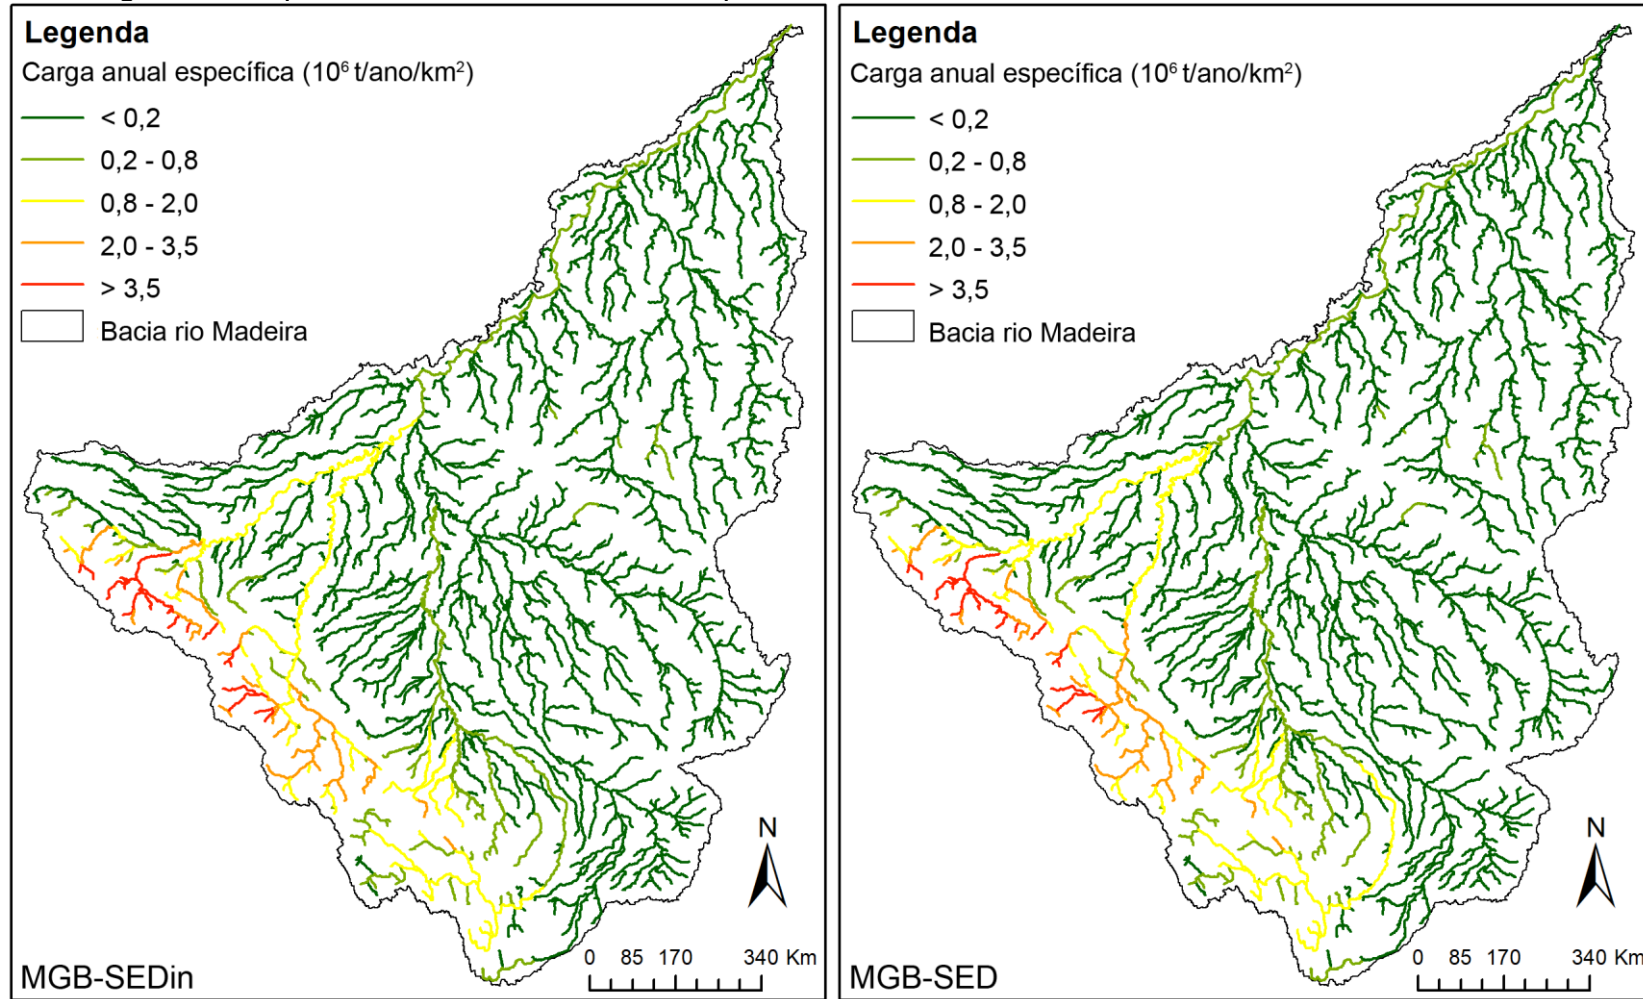 Legenda
Carga anual específica (10⁶ t/ano/km²)
< 0,2
0,2 - 0,8
0,8 - 2,0
2,0 - 3,5
> 3,5
Bacia rio Madeira
N
0 85 170 340 Km
MGB-SEDin
Legenda
Carga anual específica (10⁶ t/ano/km²)
< 0,2
0,2 - 0,8
0,8 - 2,0
2,0 - 3,5
> 3,5
Bacia rio Madeira
N
0 85 170 340 Km
MGB-SED